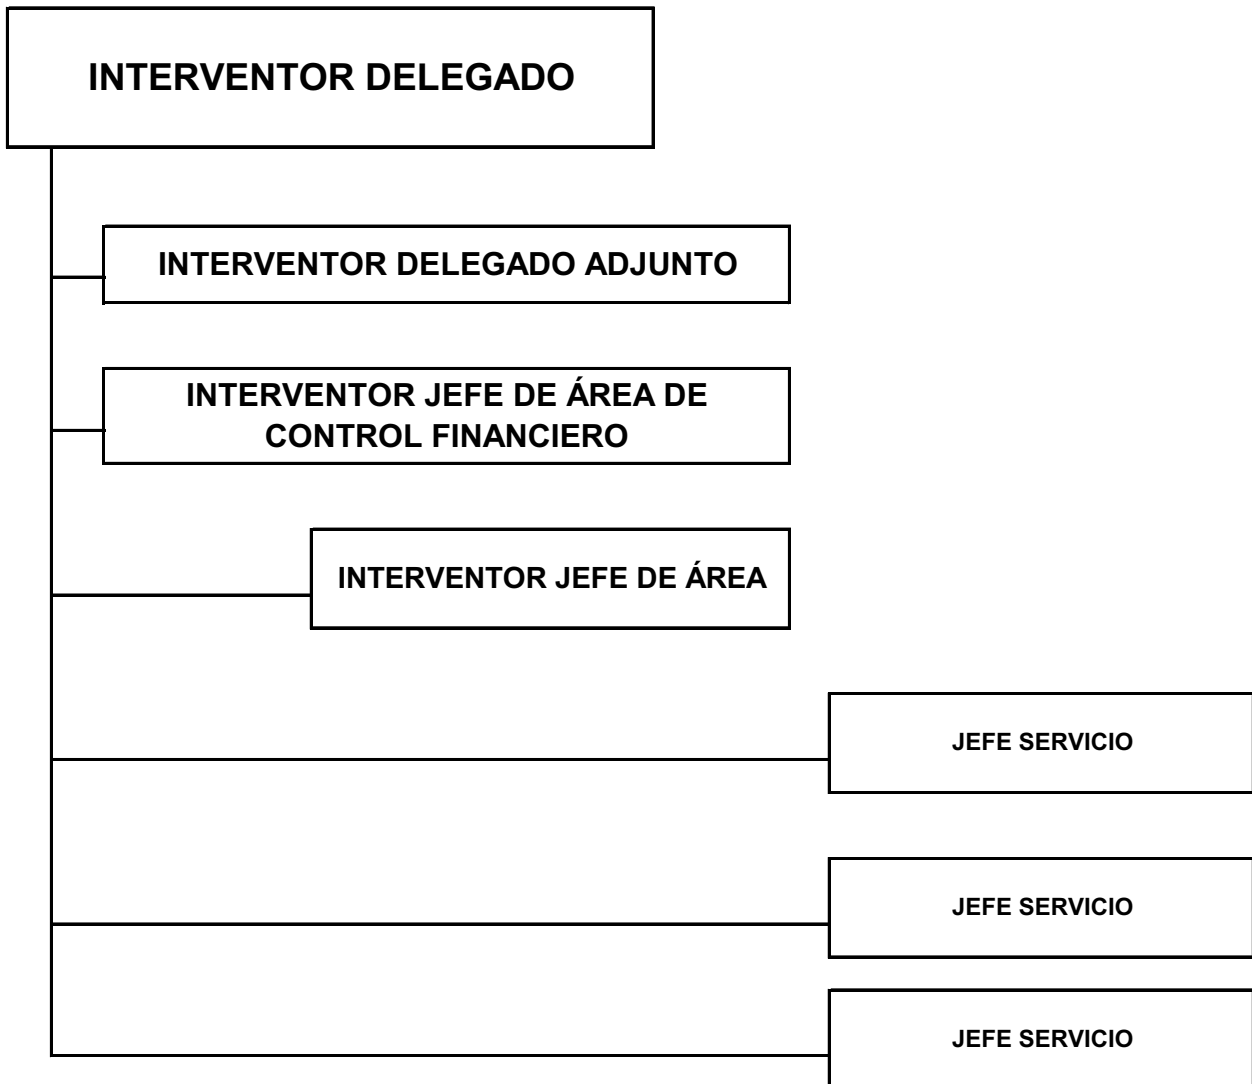 INTERVENTOR DELEGADO
INTERVENTOR DELEGADO ADJUNTO
INTERVENTOR JEFE DE ÁREA DE
CONTROL FINANCIERO
INTERVENTOR JEFE DE ÁREA
JEFE SERVICIO
JEFE SERVICIO
JEFE SERVICIO